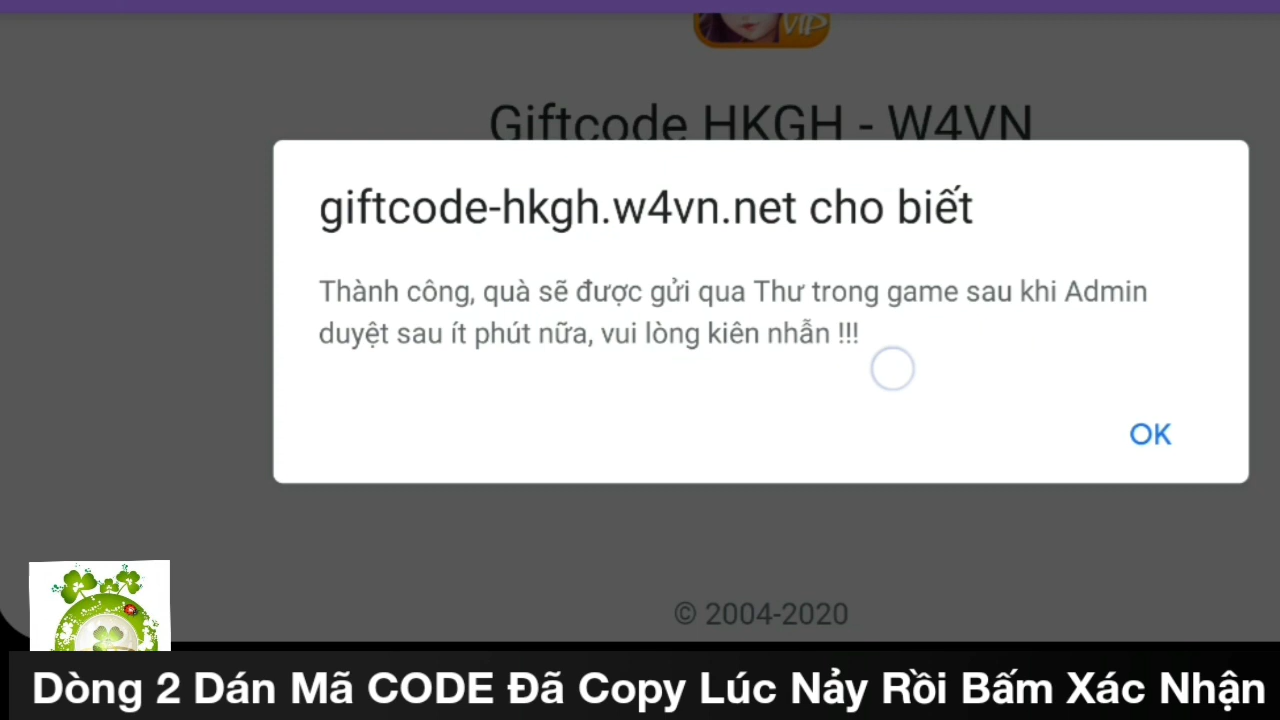 VIP
Giftcode HKGH - W4VN
giftcode-hkgh.w4vn.net cho biết
Thành công, quà sẽ được gửi qua Thư trong game sau khi Admin
duyệt sau ít phút nữa, vui lòng kiên nhẫn !!!
OK
© 2004-2020
Dòng 2 Dán Mã CODE Đã Copy Lúc Nảy Rồi Bấm Xác Nhận